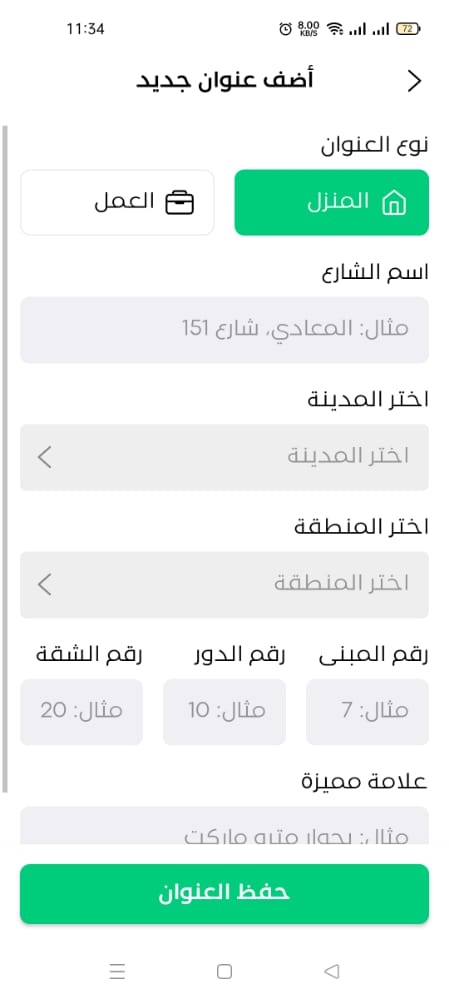 11:34
8.00 KB/S
72
أضف عنوان جديد
نوع العنوان
المنزل
العمل
اسم الشارع
مثال: المعادي، شارع 151
اختر المدينة
اختر المدينة
اختر المنطقة
اختر المنطقة
رقم المبنى
رقم الدور
رقم الشقة
مثال: 7
مثال: 10
مثال: 20
علامة مميزة
مثال: بجوار مترو ماركت
حفظ العنوان